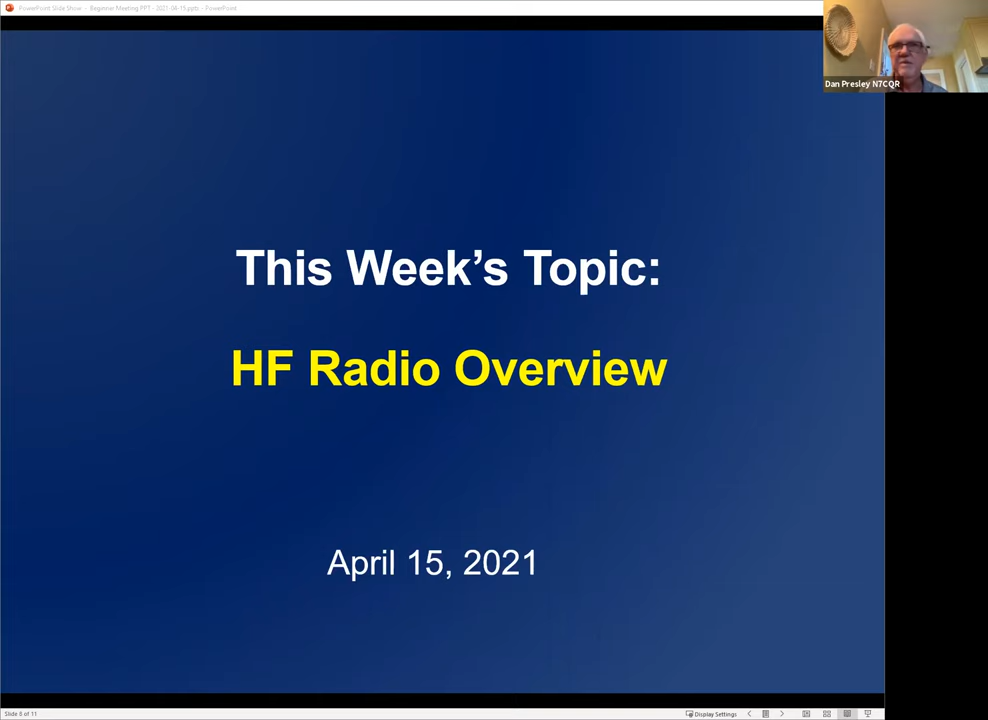 PowerPoint Slide Show - Beginner Meeting PPT - 2021-04-15.pptx - PowerPoint
Dan Presley N7CQR
This Week’s Topic:
HF Radio Overview
April 15, 2021
Slide 8 of 11
Display Settings